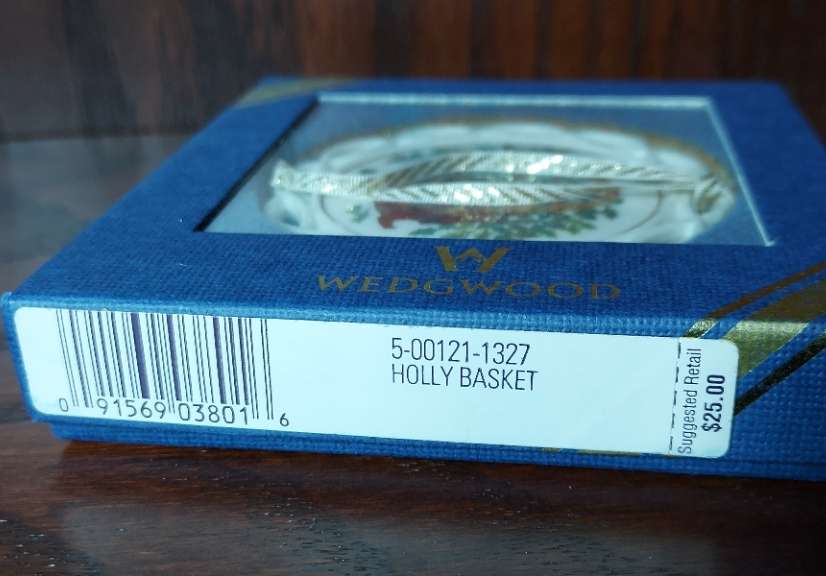 W
WEDGWOOD
5-00121-1327
HOLLY BASKET
0 91569 03801 6
Suggested Retail
$25.00